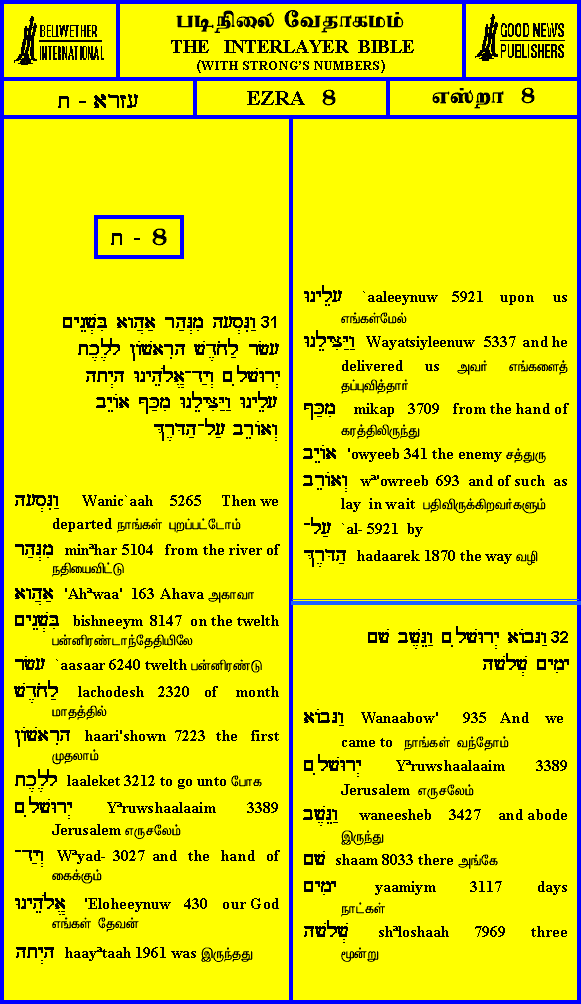 BELLWETHER
INTERNATIONAL
படிநிலை வேதாகமம்
THE INTERLAYER BIBLE
(WITH STRONG'S NUMBERS)
GOOD NEWS
PUBLISHERS
עזרא - ח
EZRA 8
எஸ்றா 8
ח - 8
31 וַנִּסְעָה מִנְּהַר אַֽהֲוָא בִּשְׁנֵים
עָשָׂר לַחֹדֶשׁ הָרִאשׁוֹן לָלֶכֶת
יְרוּשָׁלִָם וְיַד־אֱלֹהֵינוּ הָיְתָה
עָלֵינוּ וַיַּצִּילֵנוּ מִכַּף אוֹיֵב
וְאוֹרֵב עַל־הַדָּרֶךְ
וַנִּסְעָה Wanic`aah 5265 Then we
departed நாங்கள் புறப்பட்டோம்
מִנְּהַר minªhar 5104 from the river of
நதியைவிட்டு
אַהֲוָא 'Ahªwaa' 163 Ahava அகாவா
בִּשְׁנֵים bishneeym 8147 on the twelth
பன்னிரண்டாந்தேதியிலே
עָשָׂר `aasaar 6240 twelth பன்னிரண்டு
לַחֹדֶשׁ lachodesh 2320 of month
மாதத்தில்
הָרִאשׁוֹן haari'shown 7223 the first
முதலாம்
לָלֶכֶת laaleket 3212 to go unto போக
יְרוּשָׁלִַם Yªruwshaalaaim 3389
Jerusalem எருசலேம்
וְיַד־ Wªyad- 3027 and the hand of
கைக்கும்
אֱלֹהֵינוּ 'Eloheeynuw 430 our God
எங்கள் தேவன்
הָיְתָה haayªtaah 1961 was இருந்தது
עָלֵינוּ `aaleeynuw 5921 upon us
எங்கள்மேல்
וַיַּצִּילֵנוּ Wayatsiyleenuw 5337 and he
delivered us அவர் எங்களைத்
தப்புவித்தார்
מִכַּף mikap 3709 from the hand of
கரத்திலிருந்து
אוֹיֵב 'owyeeb 341 the enemy சத்துரு
וְאוֹרֵב wª'owreeb 693 and of such as
lay in wait பதிவிருக்கிறவர்களும்
עַל־ `al- 5921 by
הַדָּרֶךְ hadaarek 1870 the way வழி
32 וַנָּבוֹא יְרוּשָׁלִָם וַנֵּשֶׁב שָׁם
יָמִים שְׁלֹשָׁה
וַנָּבוֹא Wanaabow' 935 And we
came to நாங்கள் வந்தோம்
יְרוּשָׁלִָם Yªruwshaalaaim 3389
Jerusalem எருசலேம்
וַנֵּשֶׁב waneesheb 3427 and abode
இருந்து
שָׁם shaam 8033 there அங்கே
יָמִים yaamiym 3117 days
நாட்கள்
שְׁלֹשָׁה shªloshaah 7969 three
மூன்று